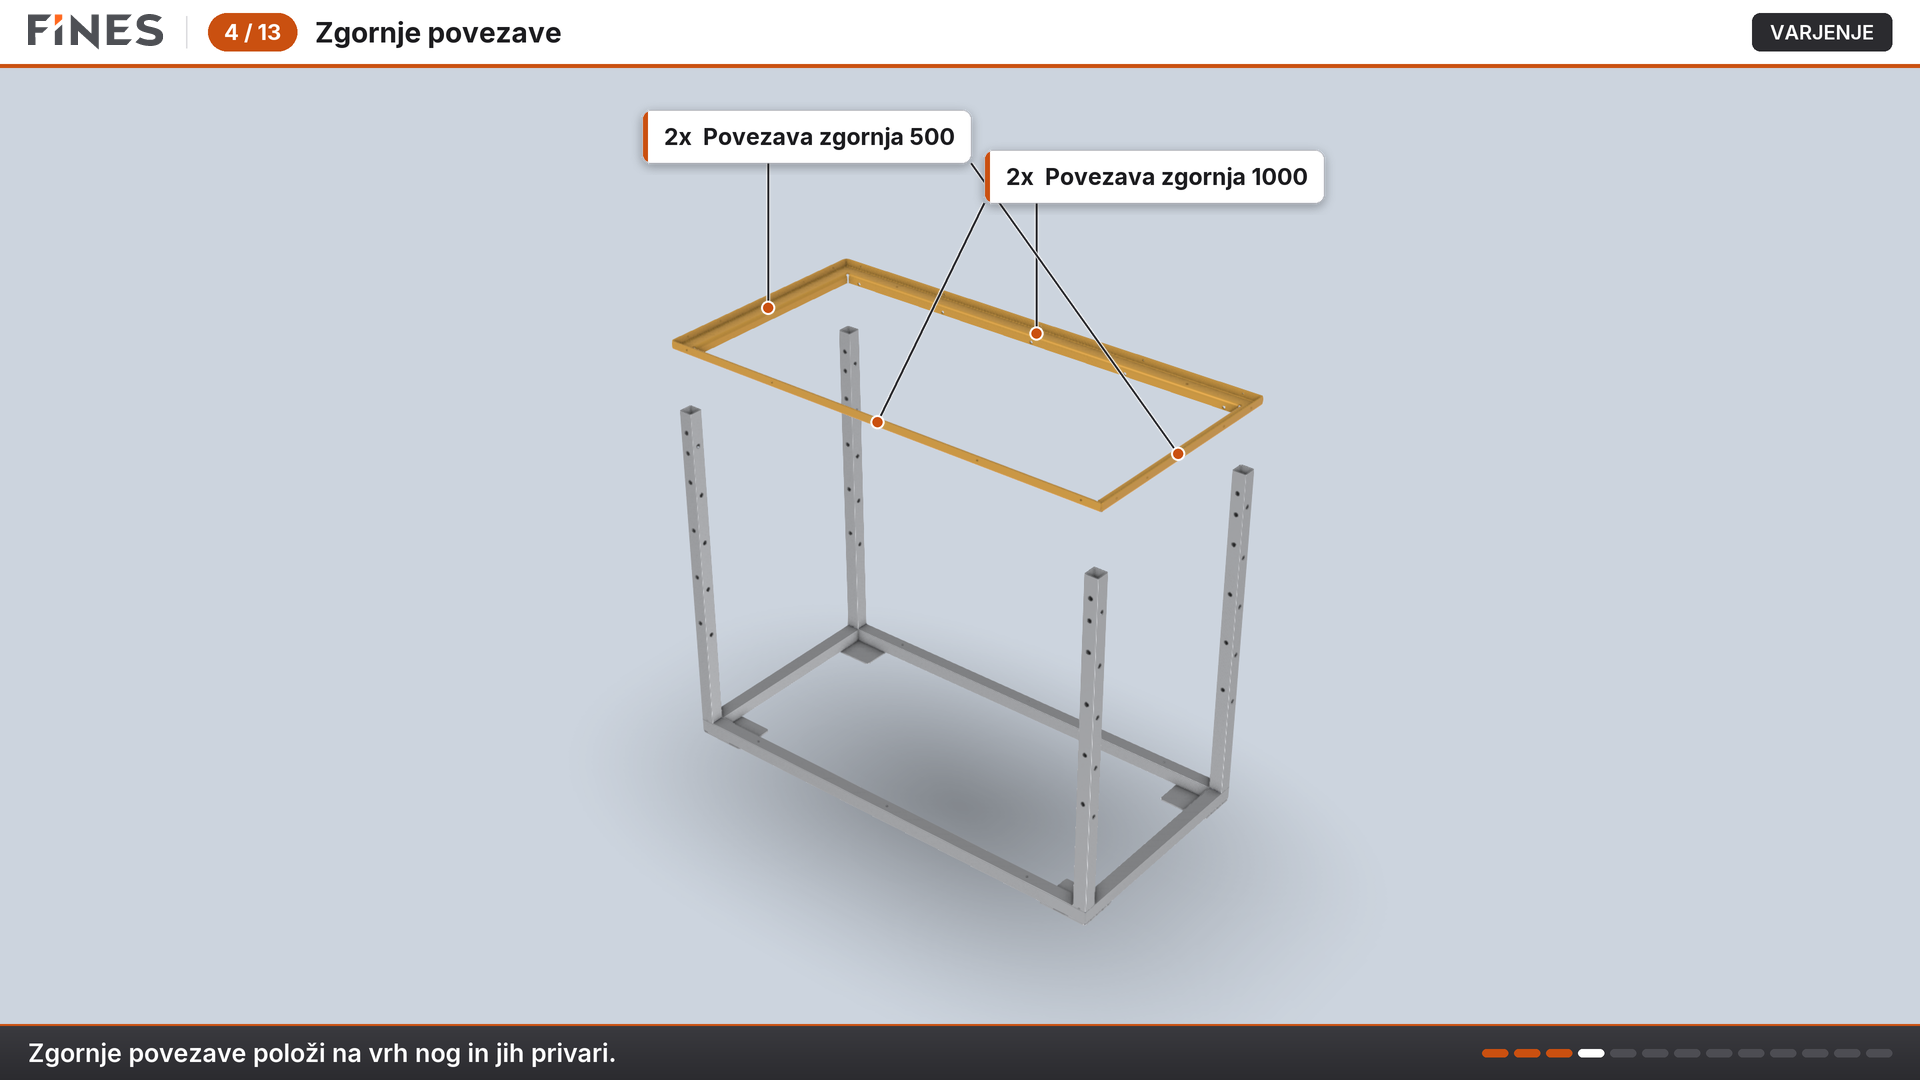 FINES
4 / 13
Zgornje povezave
VARJENJE
2x Povezava zgornja 500
2x Povezava zgornja 1000
Zgornje povezave položi na vrh nog in jih privari.